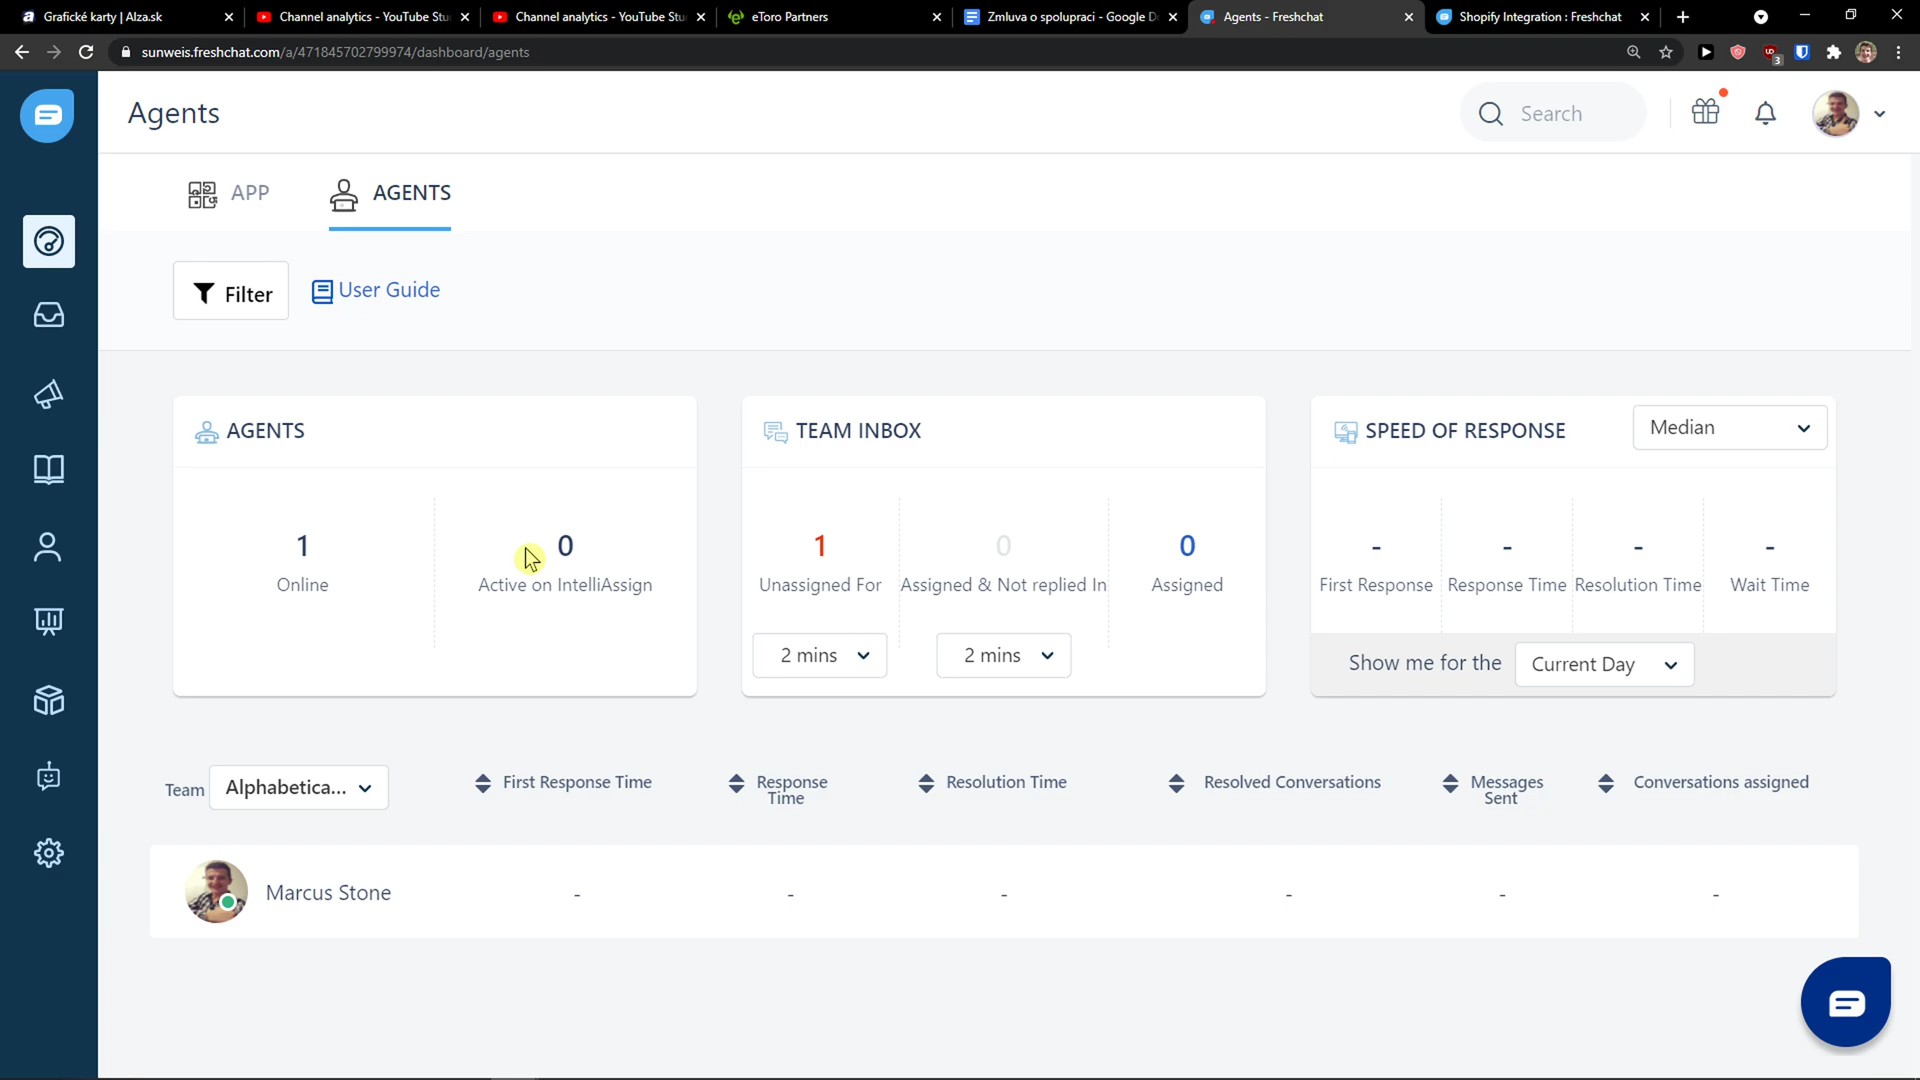 Grafické karty | Alza.sk
Channel analytics - YouTube Stu
Channel analytics - YouTube Stu
eToro Partners
Zmluva o spolupraci - Google D
Agents - Freshchat
Shopify Integration : Freshchat
sunweis.freshchat.com/a/471845702799974/dashboard/agents
3
Agents
Search
APP
AGENTS
Filter
User Guide
AGENTS
1
Online
0
Active on IntelliAssign
TEAM INBOX
1
Unassigned For
2 mins
0
Assigned & Not replied In
2 mins
0
Assigned
SPEED OF RESPONSE
Median
-
First Response
-
Response Time
-
Resolution Time
-
Wait Time
Show me for the
Current Day
Team
Alphabetica...
First Response Time
Response
Time
Resolution Time
Resolved Conversations
Messages
Sent
Conversations assigned
Marcus Stone
- - - - - -